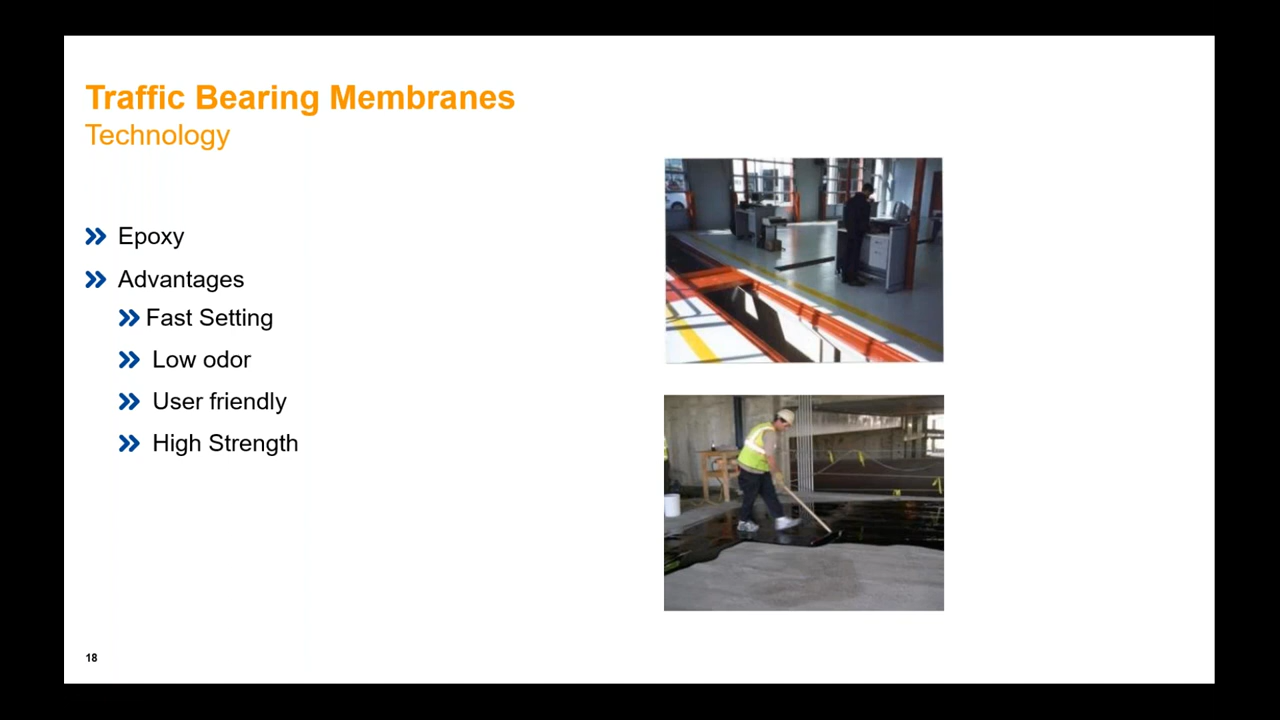 Traffic Bearing Membranes
Technology
Epoxy
Advantages
Fast Setting
Low odor
User friendly
High Strength
18